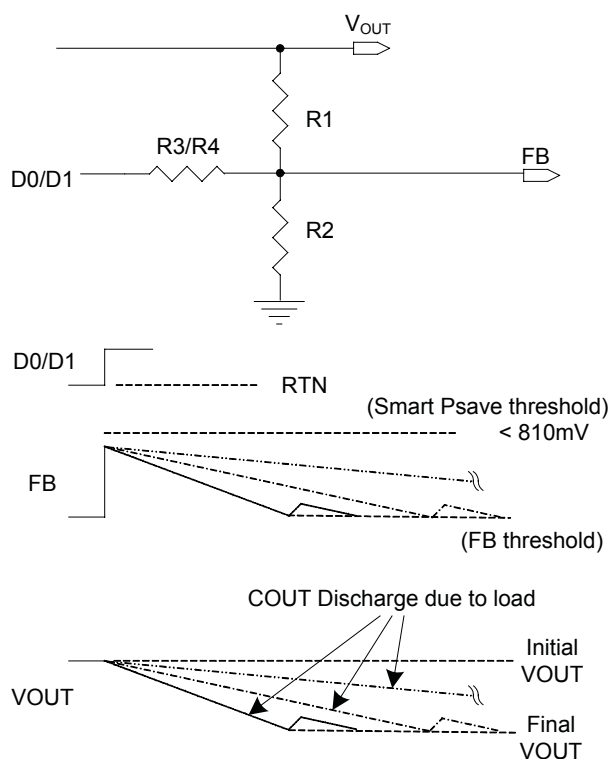 VOUT
R1
R3/R4
FB
D0/D1
R2
D0/D1
RTN
(Smart Psave threshold)
< 810mV
FB
(FB threshold)
COUT Discharge due to load
Initial
VOUT
VOUT
Final
VOUT